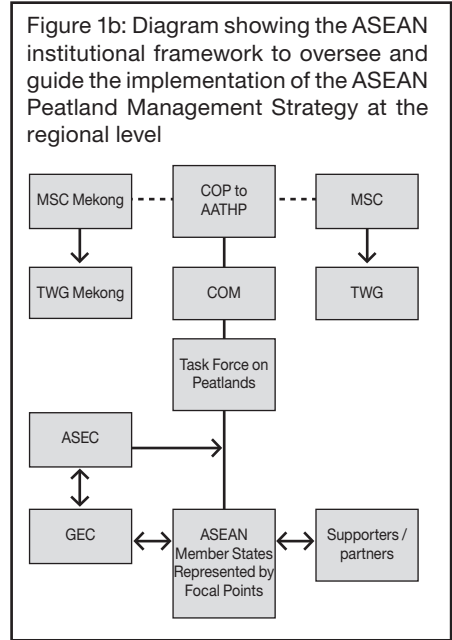 Figure 1b: Diagram showing the ASEAN
institutional framework to oversee and
guide the implementation of the ASEAN
Peatland Management Strategy at the
regional level
MSC Mekong
COP to
AATHP
MSC
TWG Mekong
COM
TWG
Task Force on
Peatlands
ASEC
GEC
ASEAN
Member States
Represented by
Focal Points
Supporters /
partners